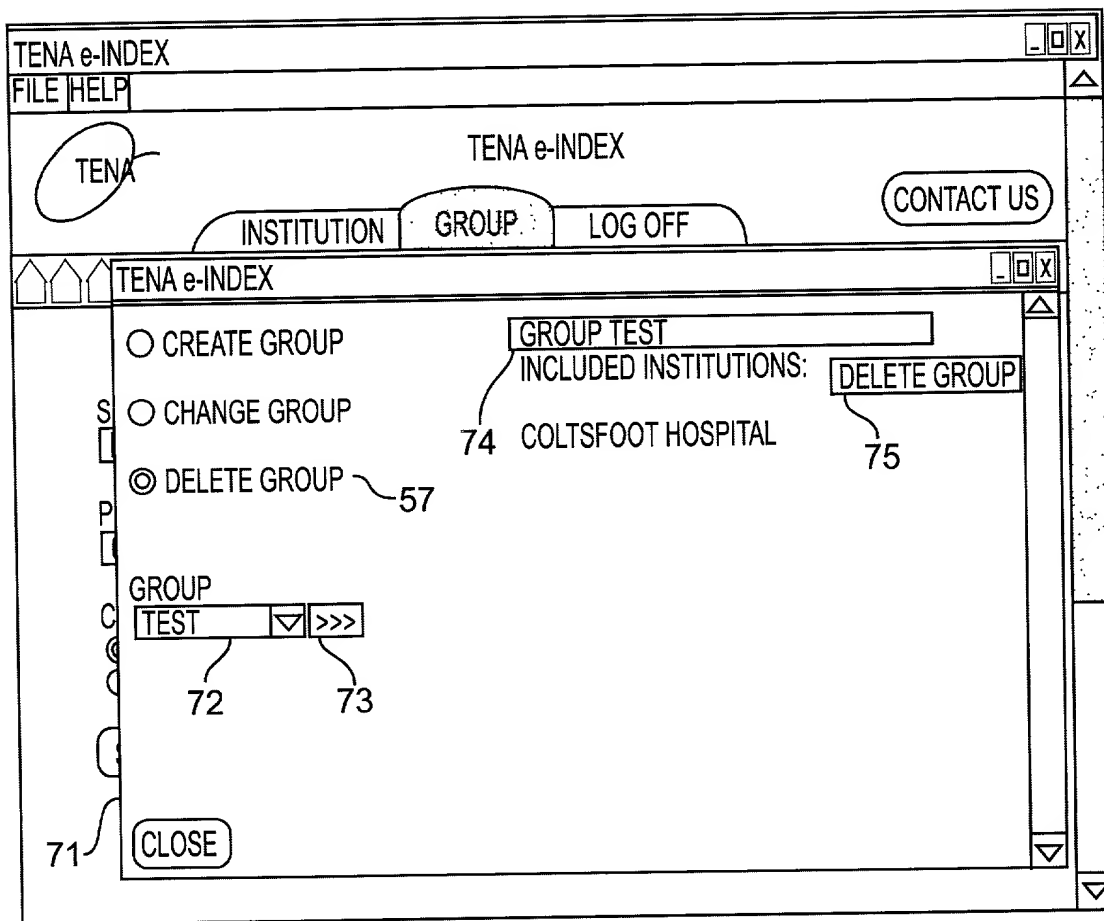 TENA e-INDEX
FILE HELP
TENA
TENA e-INDEX
CONTACT US
INSTITUTION GROUP LOG OFF
TENA e-INDEX
CREATE GROUP
GROUP TEST
INCLUDED INSTITUTIONS:
DELETE GROUP
S
CHANGE GROUP
74
COLTSFOOT HOSPITAL
75
DELETE GROUP
57
P
GROUP
C
TEST >>>
72 73
71
CLOSE